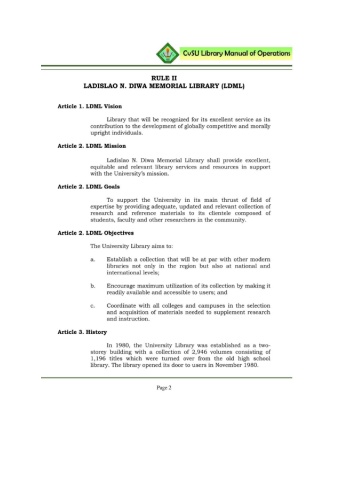 CvSU Library Manual of Operations
RULE II
LADISLAO N. DIWA MEMORIAL LIBRARY (LDML)
Article 1. LDML Vision
Library that will be recognized for its excellent service as its
contribution to the development of globally competitive and morally
upright individuals.
Article 2. LDML Mission
Ladislao N. Diwa Memorial Library shall provide excellent,
equitable and relevant library services and resources in support
with the University's mission.
Article 2. LDML Goals
To support the University in its main thrust of field of
expertise by providing adequate, updated and relevant collection of
research and reference materials to its clientele composed of
students, faculty and other researchers in the community.
Article 2. LDML Objectives
The University Library aims to:
a. Establish a collection that will be at par with other modern
libraries not only in the region but also at national and
international levels;
b. Encourage maximum utilization of its collection by making it
readily available and accessible to users; and
c. Coordinate with all colleges and campuses in the selection
and acquisition of materials needed to supplement research
and instruction.
Article 3. History
In 1980, the University Library was established as a two-
storey building with a collection of 2,946 volumes consisting of
1,196 titles which were turned over from the old high school
library. The library opened its door to users in November 1980.
Page 2